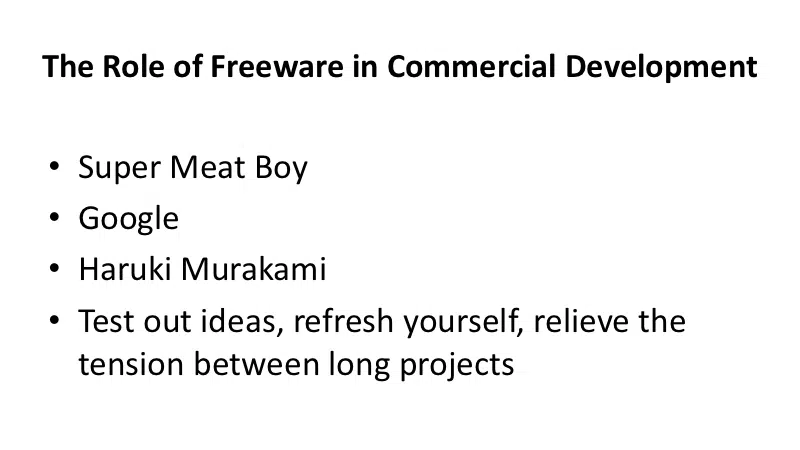 The Role of Freeware in Commercial Development
• Super Meat Boy
• Google
• Haruki Murakami
• Test out ideas, refresh yourself, relieve the
tension between long projects